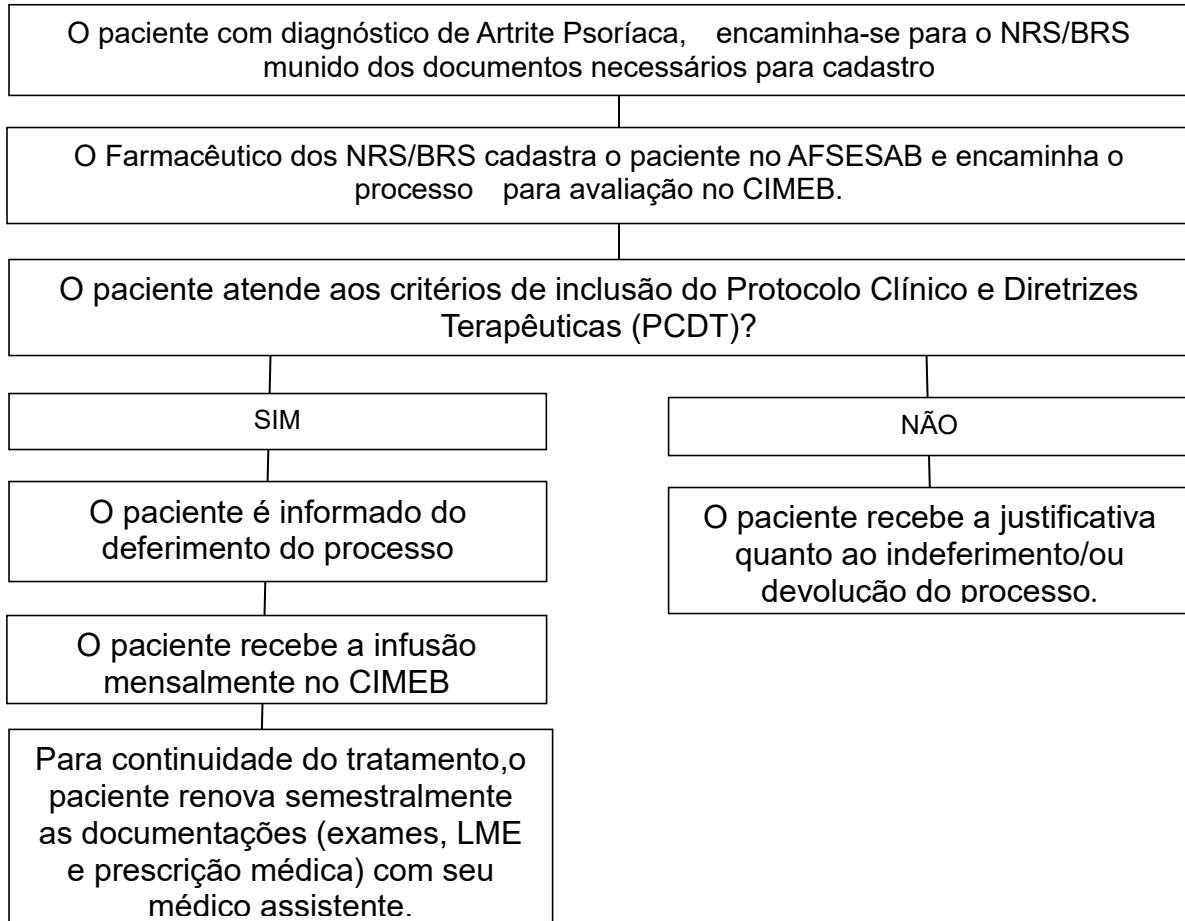 O paciente com diagnóstico de Artrite Psoríaca, encaminha-se para o NRS/BRS
munido dos documentos necessários para cadastro
O Farmacêutico dos NRS/BRS cadastra o paciente no AFSESAB e encaminha o
processo para avaliação no CIMEB.
O paciente atende aos critérios de inclusão do Protocolo Clínico e Diretrizes
Terapêuticas (PCDT)?
SIM
O paciente é informado do
deferimento do processo
O paciente recebe a infusão
mensalmente no CIMEB
Para continuidade do tratamento,o
paciente renova semestralmente
as documentações (exames, LME
e prescrição médica) com seu
médico assistente.
NÃO
O paciente recebe a justificativa
quanto ao indeferimento/ou
devolução do processo.